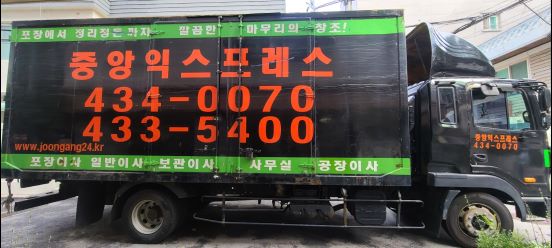 포장에서 정리정돈까지 깔끔한 마무리의 창조!
중앙익스프레스
434-0070
433-5400
www.joongang24.kr
포장이사 일반이사 보관이사 사무실 공장이사
중앙익스프레스
434-0070